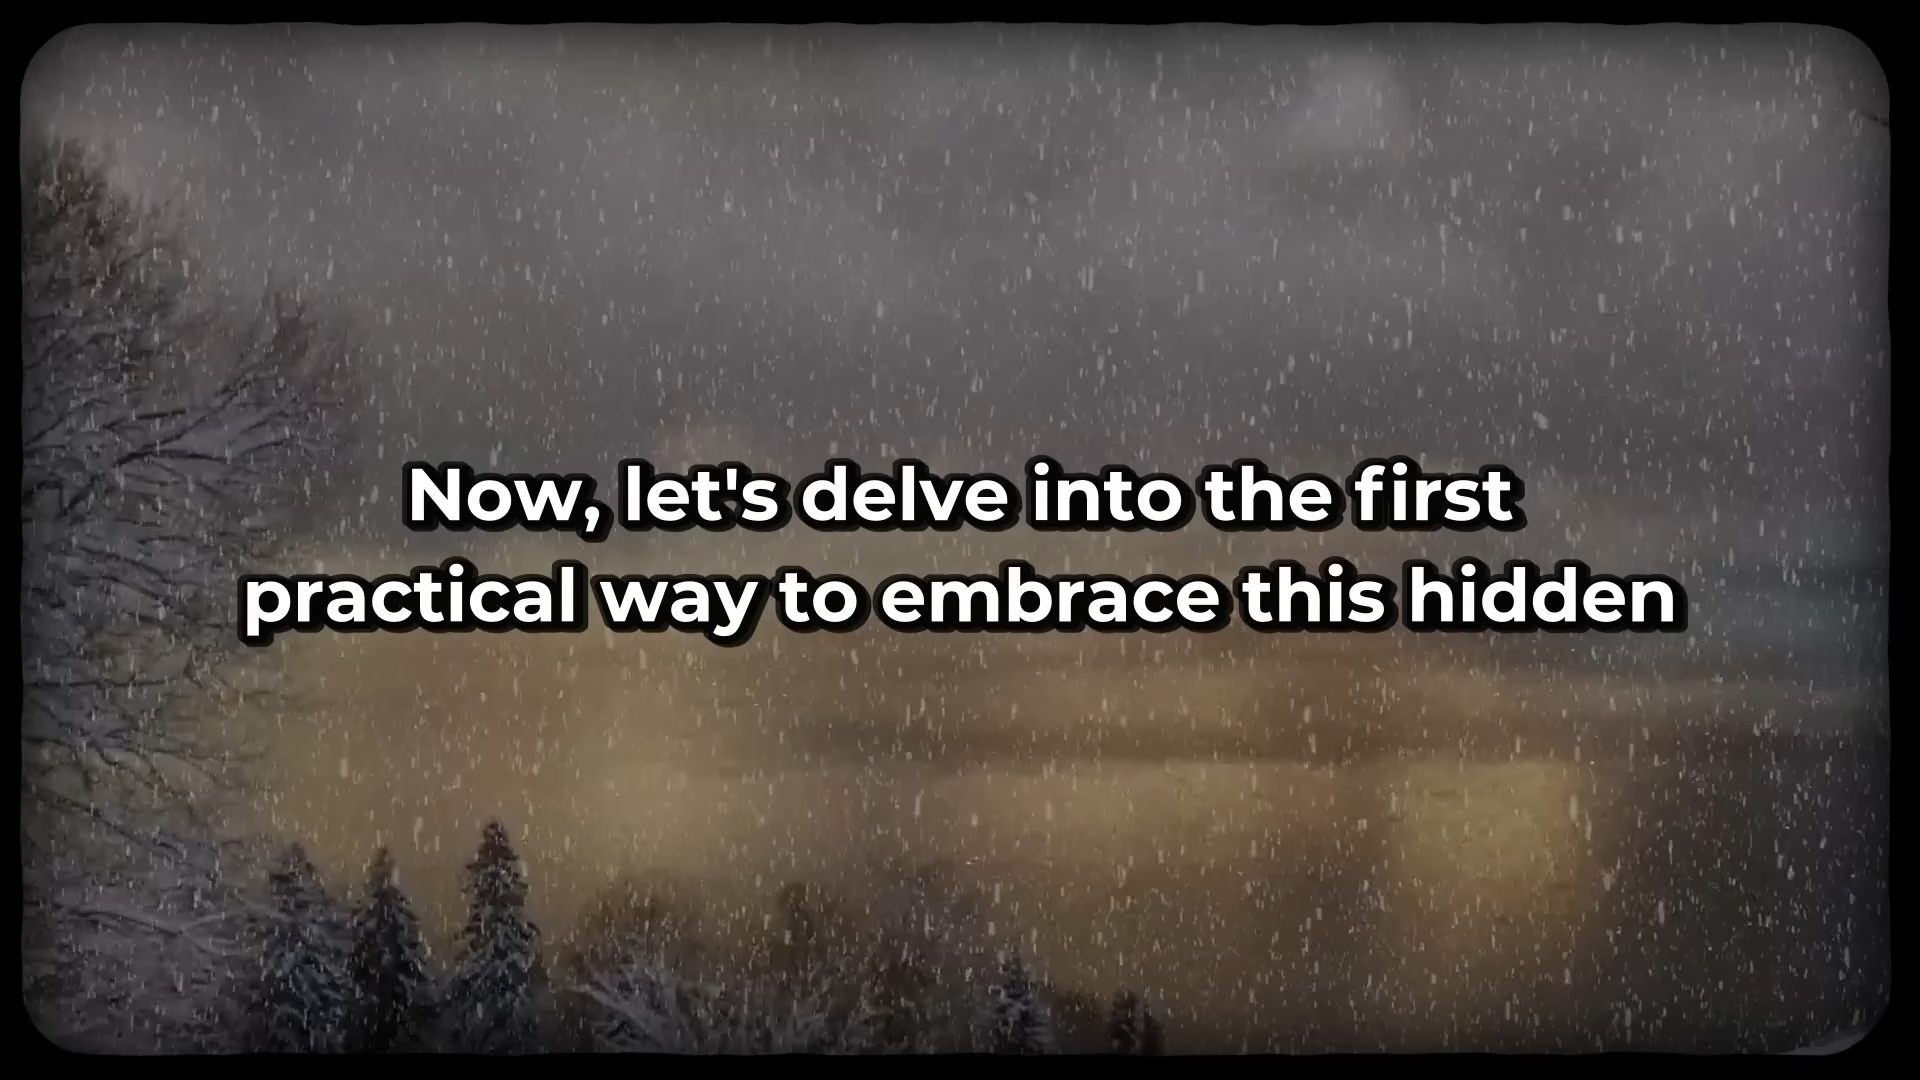 Now, let's delve into the first
practical way to embrace this hidden